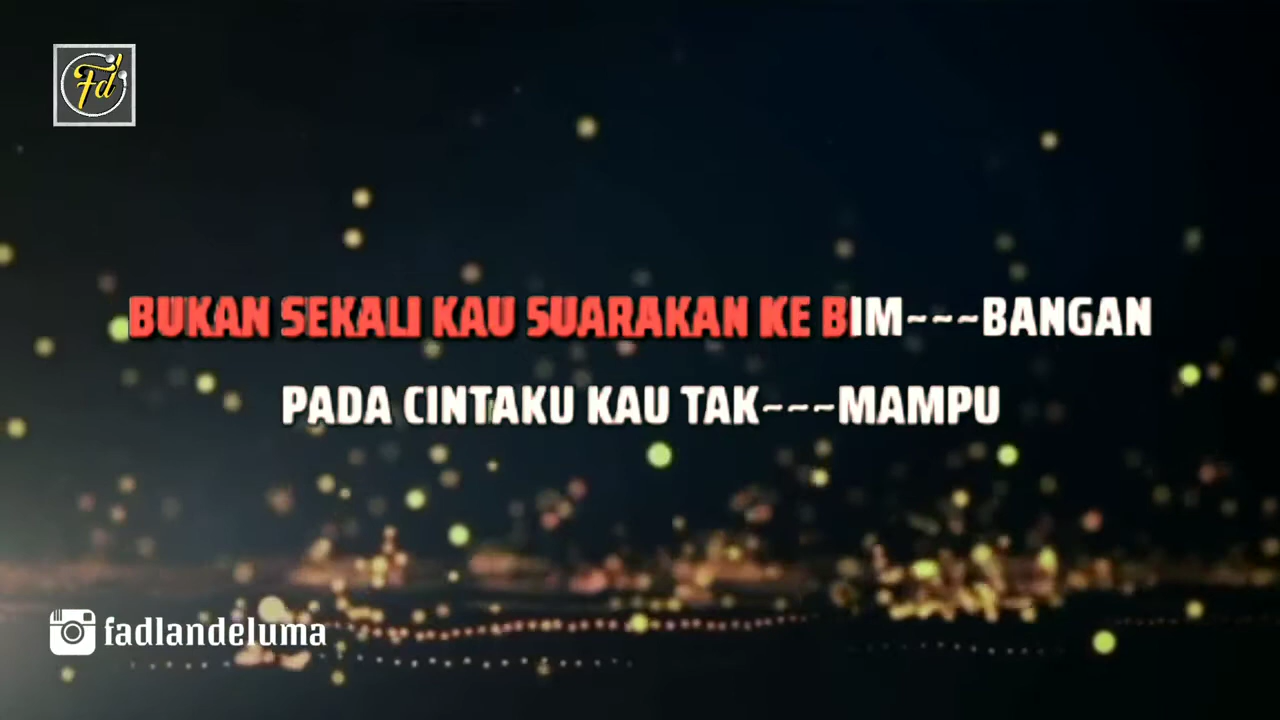 Fd
BUKAN SEKALI KAU SUARAKAN KE BIM~~~BANGAN
PADA CINTAKU KAU TAK~~~MAMPU
fadlandeluma